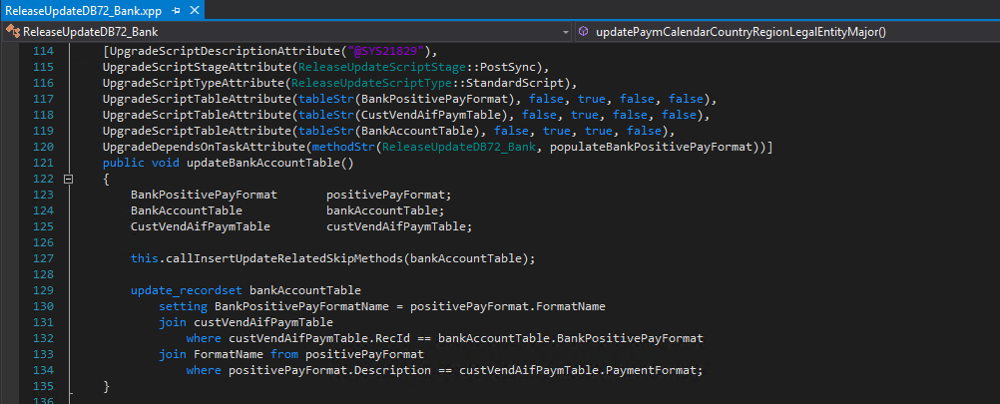 ReleaseUpdateDB72_Bank.xpp
ReleaseUpdateDB72_Bank updatePaymCalendarCountryRegionLegalEntityMajor()
114 [UpgradeScriptDescriptionAttribute("@SYS21829"),
115 UpgradeScriptStageAttribute(ReleaseUpdateScriptStage::PostSync),
116 UpgradeScriptTypeAttribute(ReleaseUpdateScriptType::StandardScript),
117 UpgradeScriptTableAttribute(tableStr(BankPositivePayFormat), false, true, false, false),
118 UpgradeScriptTableAttribute(tableStr(CustVendAifPaymTable), false, true, false, false),
119 UpgradeScriptTableAttribute(tableStr(BankAccountTable), false, true, true, false),
120 UpgradeDependsOnTaskAttribute(methodStr(ReleaseUpdateDB72_Bank, populateBankPositivePayFormat))]
121 public void updateBankAccountTable()
122 {
123 BankPositivePayFormat positivePayFormat;
124 BankAccountTable bankAccountTable;
125 CustVendAifPaymTable custVendAifPaymTable;
126
127 this.callInsertUpdateRelatedSkipMethods(bankAccountTable);
128
129 update_recordset bankAccountTable
130 setting BankPositivePayFormatName = positivePayFormat.FormatName
131 join custVendAifPaymTable
132 where custVendAifPaymTable.RecId == bankAccountTable.BankPositivePayFormat
133 join FormatName from positivePayFormat
134 where positivePayFormat.Description == custVendAifPaymTable.PaymentFormat;
135 }
136